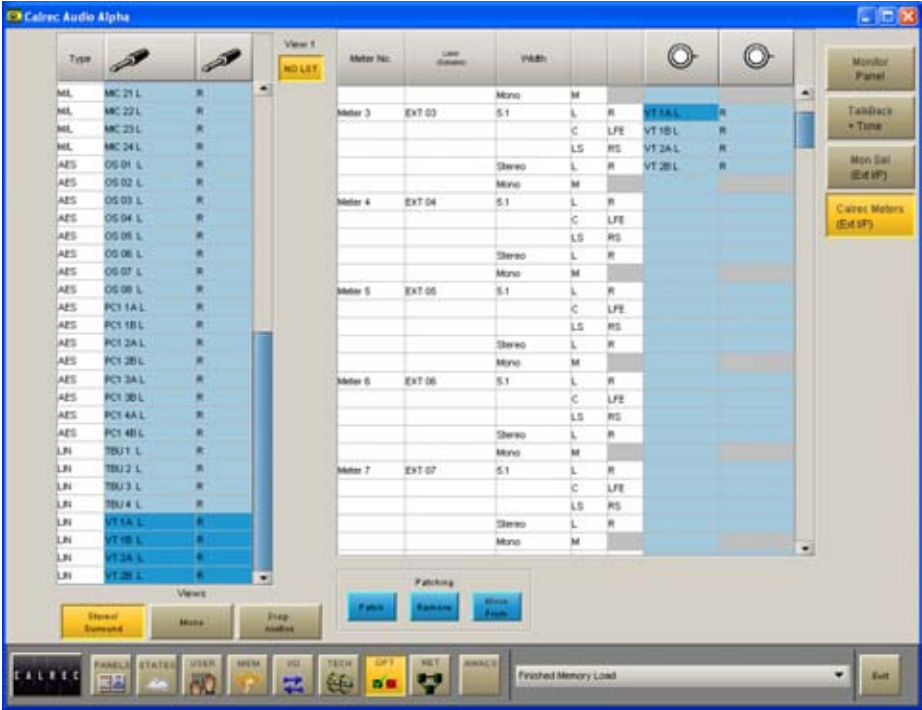 Calrec Audio Alpha
Type
View 1
NO LST
Meter No.
Width
Monitor Panel
TalkBack + Tone
Mon Sel (Ext I/P)
Calrec Meters (Ext I/P)
MIL MIC 21 L R
MIL MIC 22 L R
MIL MIC 23 L R
MIL MIC 24 L R
AES OS 01 L R
AES OS 02 L R
AES OS 03 L R
AES OS 04 L R
AES OS 05 L R
AES OS 06 L R
AES OS 07 L R
AES OS 08 L R
AES PC1 1A L R
AES PC1 1B L R
AES PC1 2A L R
AES PC1 2B L R
AES PC1 3A L R
AES PC1 3B L R
AES PC1 4A L R
AES PC1 4B L R
LIN TBU 1 L R
LIN TBU 2 L R
LIN TBU 3 L R
LIN TBU 4 L R
LIN VT 1A L R
LIN VT 1B L R
LIN VT 2A L R
LIN VT 2B L R
Mono M
Meter 3 EXT 03 5.1 L R VT 1A L R
C LFE VT 1B L R
LS RS VT 2A L R
Stereo L R VT 2B L R
Mono M
Meter 4 EXT 04 5.1 L R
C LFE
LS RS
Stereo L R
Mono M
Meter 5 EXT 05 5.1 L R
C LFE
LS RS
Stereo L R
Mono M
Meter 6 EXT 06 5.1 L R
C LFE
LS RS
Stereo L R
Mono M
Meter 7 EXT 07 5.1 L R
C LFE
LS RS
Stereo L R
Mono M
Views
Stereo/ Surround
Mono
Patching
Patch
Remove
Move From
CALREC
PANELS
STATES
USER
MEM
I/O
TECH
OPT
NET
AWACS
Finished Memory Load
Exit